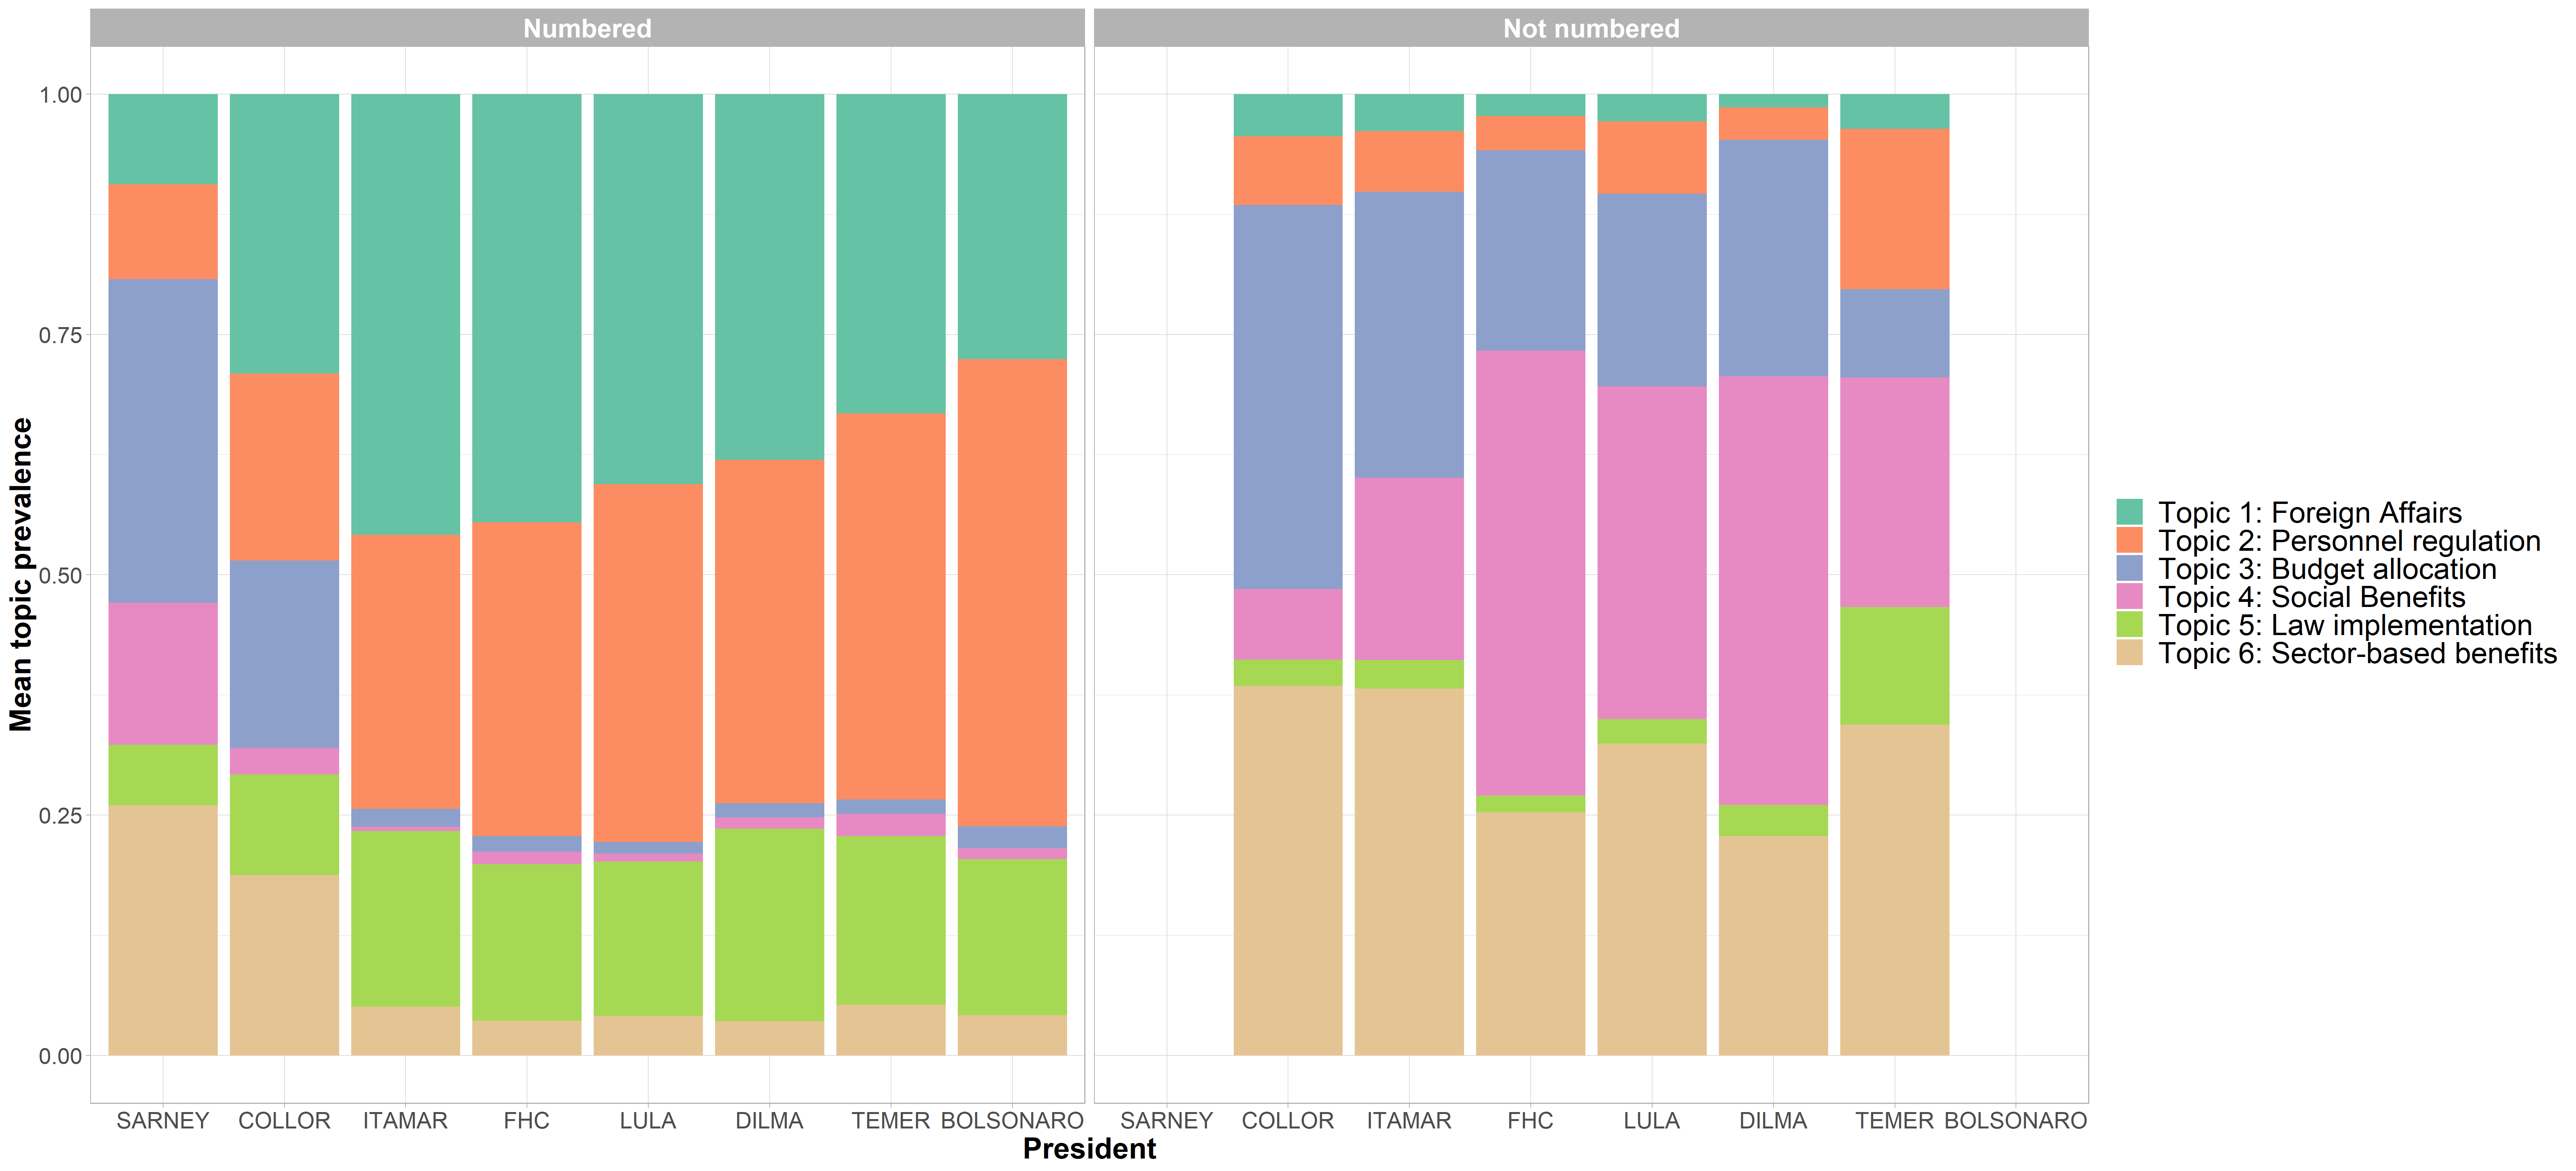 Numbered
Not numbered
Mean topic prevalence
1.00
0.75
0.50
0.25
0.00
SARNEY COLLOR ITAMAR FHC LULA DILMA TEMER BOLSONARO
SARNEY COLLOR ITAMAR FHC LULA DILMA TEMER BOLSONARO
President
Topic 1: Foreign Affairs
Topic 2: Personnel regulation
Topic 3: Budget allocation
Topic 4: Social Benefits
Topic 5: Law implementation
Topic 6: Sector-based benefits